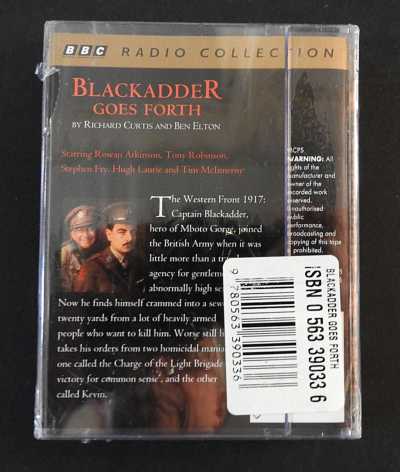 BBC RADIO COLLECTION
BLACKADDER
GOES FORTH
BY RICHARD CURTIS AND BEN ELTON
Starring Rowan Atkinson, Tony Robinson,
Stephen Fry, Hugh Laurie and Tim McInnerny
The Western Front 1917:
Captain Blackadder,
hero of Mboto Gorge, joined
the British Army when it was
little more than a
agency for
abnormally high
Now he finds himself crammed into a
twenty yards from a lot of heavily armed
people who want to kill him. Worse still
takes his orders from two homicidal
one called the Charge of the Light Brigade
victory for common sense', and the other
called Kevin.
MCPS
WARNING: All
rights of the
manufacturer and
owner of the
recorded work
reserved.
Unauthorised
public
performance,
broadcasting and
copying of this tape
is prohibited.
BLACKADDER GOES FORTH
ISBN 0 563 39033 6
9 780563 390336